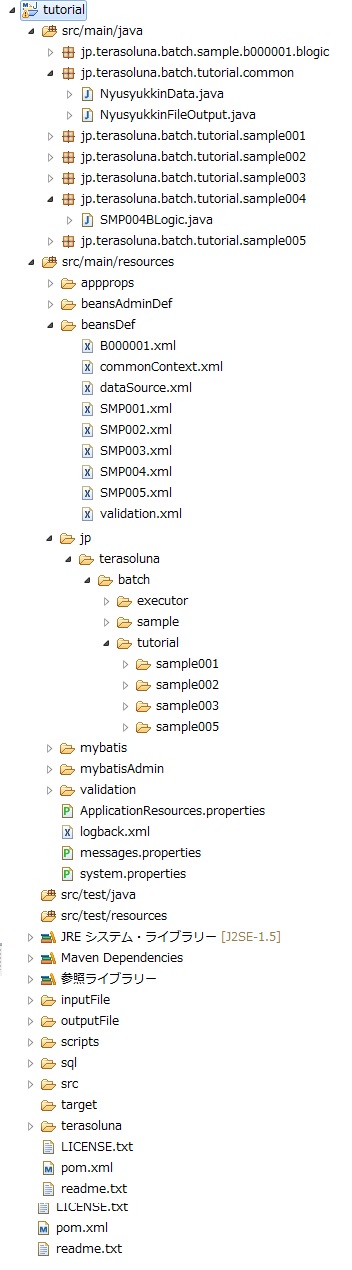 tutorial
src/main/java
jp.terasoluna.batch.sample.b000001.blogic
jp.terasoluna.batch.tutorial.common
NyusyukkinData.java
NyusyukkinFileOutput.java
jp.terasoluna.batch.tutorial.sample001
jp.terasoluna.batch.tutorial.sample002
jp.terasoluna.batch.tutorial.sample003
jp.terasoluna.batch.tutorial.sample004
SMP004BLogic.java
jp.terasoluna.batch.tutorial.sample005
src/main/resources
appprops
beansAdminDef
beansDef
B000001.xml
commonContext.xml
dataSource.xml
SMP001.xml
SMP002.xml
SMP003.xml
SMP004.xml
SMP005.xml
validation.xml
jp
terasoluna
batch
executor
sample
tutorial
sample001
sample002
sample003
sample005
mybatis
mybatisAdmin
validation
ApplicationResources.properties
logback.xml
messages.properties
system.properties
src/test/java
src/test/resources
JRE システム・ライブラリー [J2SE-1.5]
Maven Dependencies
参照ライブラリー
inputFile
outputFile
scripts
sql
src
target
terasoluna
LICENSE.txt
pom.xml
readme.txt
LICENSE.txt
pom.xml
readme.txt